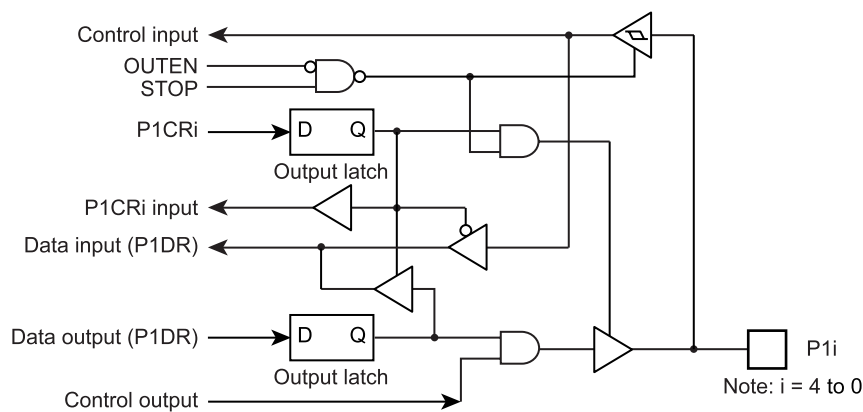 Control input
OUTEN
STOP
P1CRi
D Q
Output latch
P1CRi input
Data input (P1DR)
Data output (P1DR)
D Q
Output latch
Control output
P1i
Note: i = 4 to 0